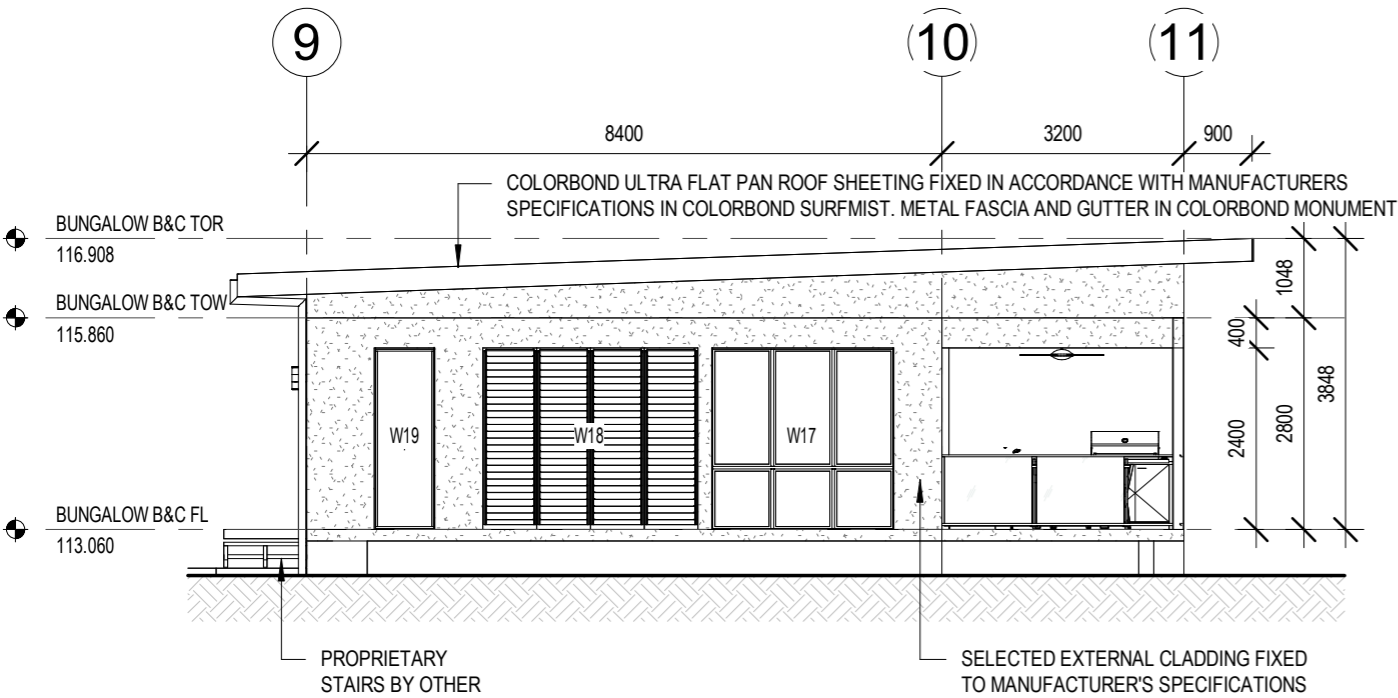 9
10
11
8400
3200
900
COLORBOND ULTRA FLAT PAN ROOF SHEETING FIXED IN ACCORDANCE WITH MANUFACTURERS
SPECIFICATIONS IN COLORBOND SURFMIST. METAL FASCIA AND GUTTER IN COLORBOND MONUMENT
BUNGALOW B&C TOR
116.908
1048
BUNGALOW B&C TOW
115.860
400
3848
2400
2800
W19
W18
W17
BUNGALOW B&C FL
113.060
PROPRIETARY
STAIRS BY OTHER
SELECTED EXTERNAL CLADDING FIXED
TO MANUFACTURER'S SPECIFICATIONS